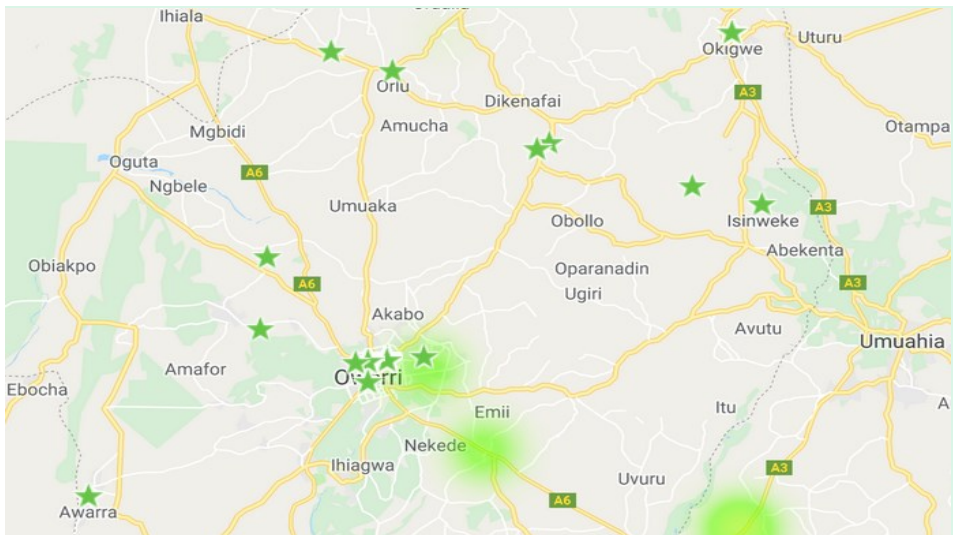 Ihiala
Okigwe
Uturu
Orlu
Dikenafai
A3
Amucha
Otampa
Mgbidi
Oguta
A6
Ngbele
Umuaka
A3
Obollo
Isinweke
Abekenta
Obiakpo
Oparanadin
A6
A3
Ugiri
Akabo
Avutu
Umuahia
Amafor
Owerri
Ebocha
Itu
A
Emii
Nekede
Ihiagwa
A3
Uvuru
A6
Awarra